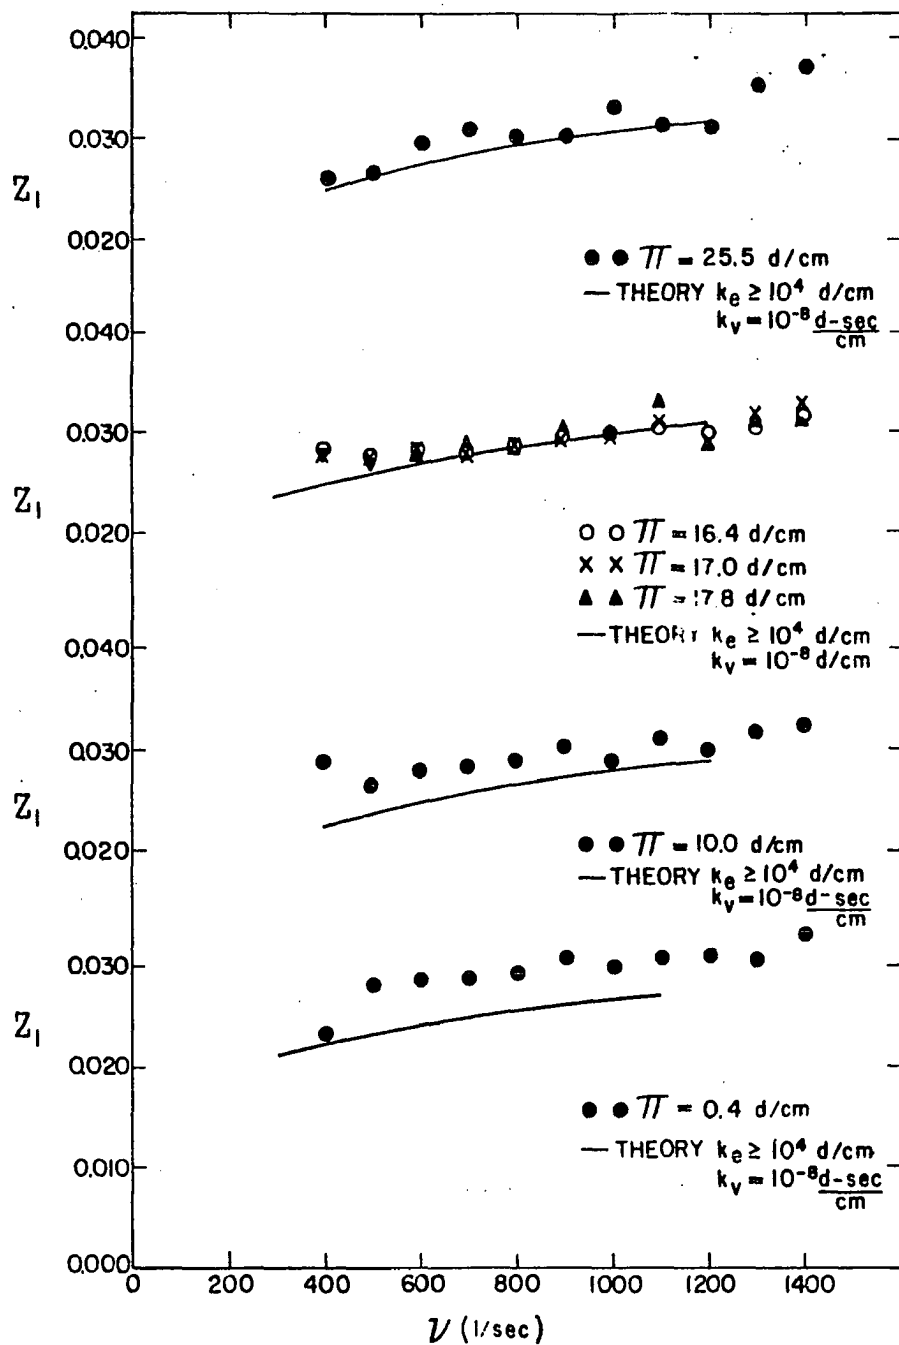 0.040
0.030
Z₁
0.020
● ● π = 25.5 d/cm
— THEORY kₑ ≥ 10⁴ d/cm
kᵥ = 10⁻⁸ d-sec
cm
0.040
0.030
Z₁
0.020
○ ○ π = 16.4 d/cm
× × π = 17.0 d/cm
▲ ▲ π = 17.8 d/cm
— THEORY kₑ ≥ 10⁴ d/cm
kᵥ = 10⁻⁸ d/cm
0.040
0.030
Z₁
0.020
● ● π = 10.0 d/cm
— THEORY kₑ ≥ 10⁴ d/cm
kᵥ = 10⁻⁸ d-sec
cm
0.030
Z₁
0.020
● ● π = 0.4 d/cm
— THEORY kₑ ≥ 10⁴ d/cm
kᵥ = 10⁻⁸ d-sec
cm
0.010
0.000
0 200 400 600 800 1000 1200 1400
ν (1/sec)